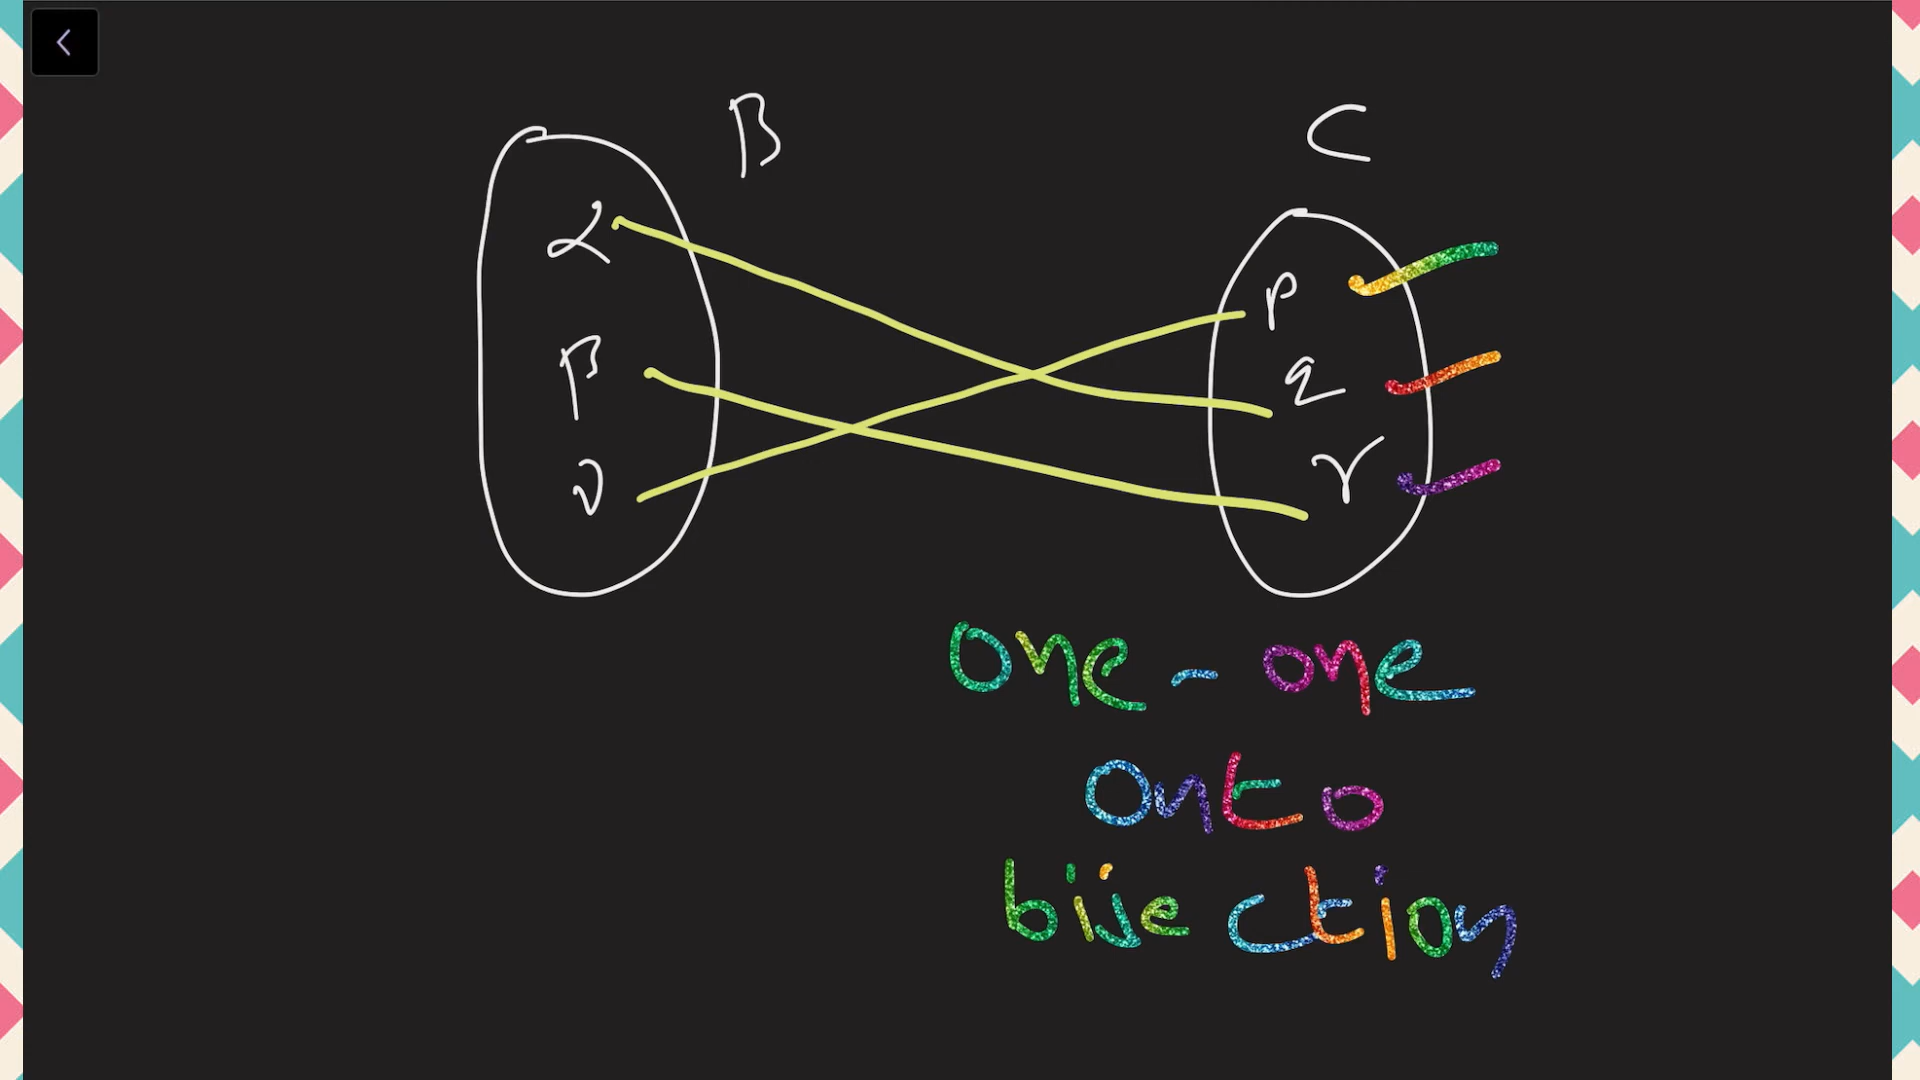 B C
α
p
β
q
ν
r
one-one
onto
bijection